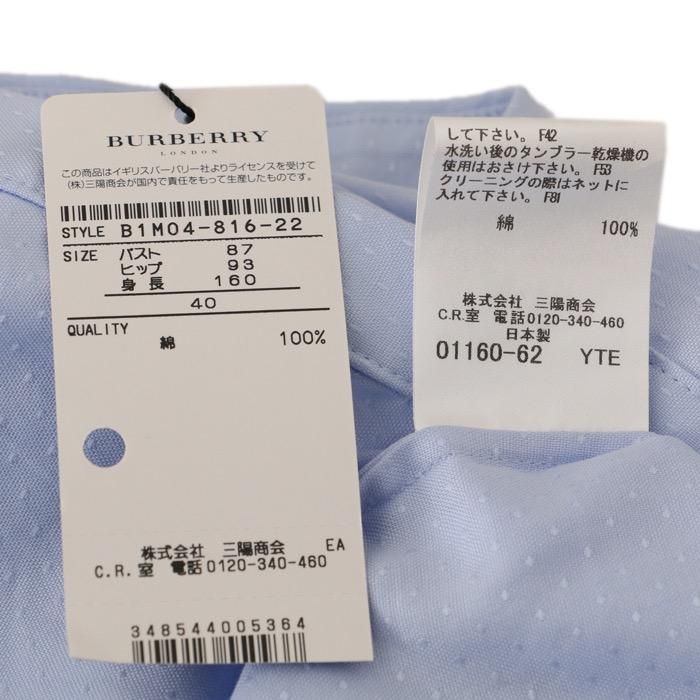 BURBERRY
LONDON
この商品はイギリスバーバリー社よりライセンスを受けて
(株)三陽商会が国内で責任をもって生産したものです。
STYLE B1M04-816-22
SIZE バスト 87
ヒップ 93
身長 160
40
QUALITY
綿 100%
株式会社 三陽商会 EA
C.R.室 電話0120-340-460
348544005364
して下さい。 F42
水洗い後のタンブラー乾燥機の
使用はおさけ下さい。 F53
クリーニングの際はネットに
入れて下さい。 F81
綿 100%
株式会社 三陽商会
C.R.室 電話0120-340-460
日本製
01160-62 YTE